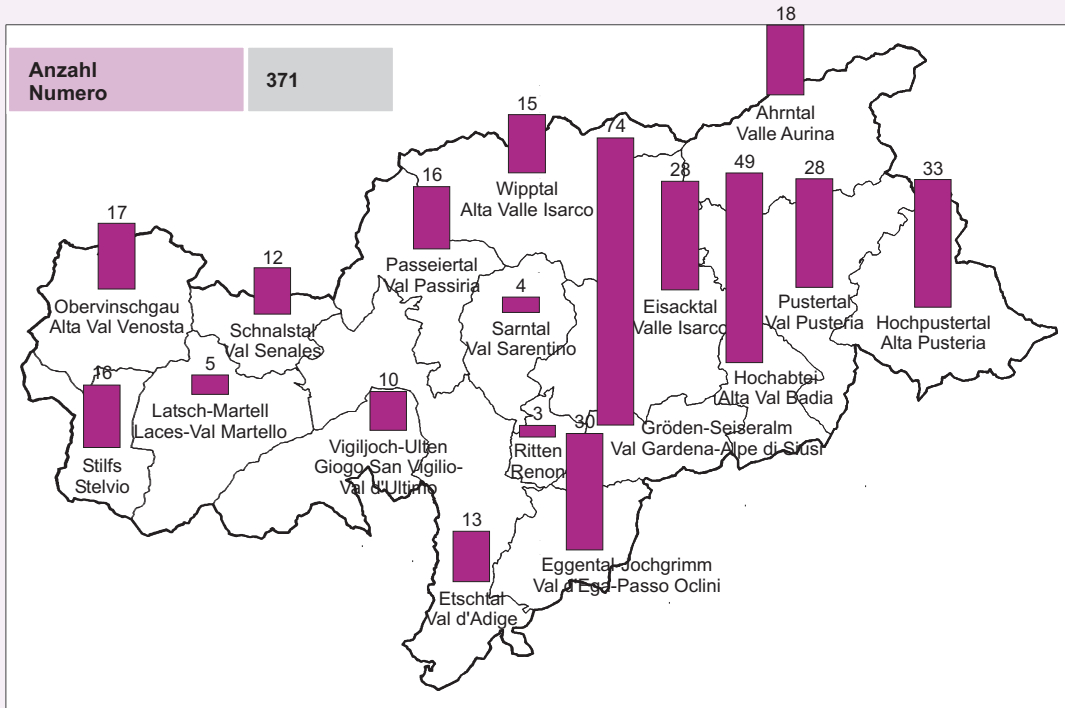 Anzahl
Numero
371
18
Ahrntal
Valle Aurina
15
Wipptal
Alta Valle Isarco
74
Gröden-Seiseralm
Val Gardena-Alpe di Siusi
28
Eisacktal
Valle Isarco
49
Hochabtei
Alta Val Badia
28
Pustertal
Val Pusteria
33
Hochpustertal
Alta Pusteria
16
Passeiertal
Val Passiria
17
Obervinschgau
Alta Val Venosta
12
Schnalstal
Val Senales
4
Sarntal
Val Sarentino
16
Stilfs
Stelvio
5
Latsch-Martell
Laces-Val Martello
10
Vigiljoch-Ulten
Giogo San Vigilio-
Val d'Ultimo
3
Ritten
Renon
30
Eggental-Jochgrimm
Val d'Ega-Passo Oclini
13
Etschtal
Val d'Adige